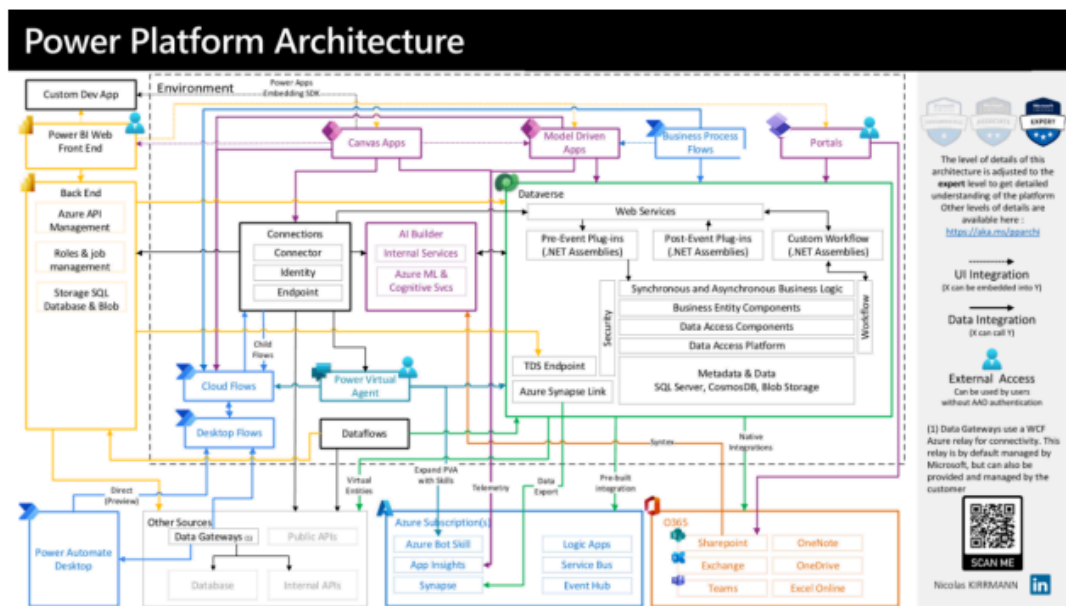 Power Platform Architecture
Custom Dev App
Environment
Power Apps
Embedding SDK
Power BI Web
Front End
Canvas Apps
Model Driven
Apps
Business Process
Flows
Portals
Back End
Azure API
Management
Roles & job
management
Storage SQL
Database & Blob
Connections
Connector
Identity
Endpoint
AI Builder
Internal Services
Azure ML &
Cognitive Svcs
Dataverse
Web Services
Pre-Event Plug-ins
(.NET Assemblies)
Post-Event Plug-ins
(.NET Assemblies)
Custom Workflow
(.NET Assemblies)
Security
Synchronous and Asynchronous Business Logic
Business Entity Components
Data Access Components
Data Access Platform
Workflow
Metadata & Data
SQL Server, CosmosDB, Blob Storage
TDS Endpoint
Azure Synapse Link
Child
Flows
Cloud Flows
Power Virtual
Agent
Desktop Flows
Dataflows
Direct
(Preview)
Virtual
Entities
Expand PVA
with Skills
Telemetry
Data
Export
Pre-built
integration
Syntex
Native
Integrations
Power Automate
Desktop
Other Sources
Data Gateways (1)
Public APIs
Database
Internal APIs
Azure Subscription(s)
Azure Bot Skill
App Insights
Synapse
Logic Apps
Service Bus
Event Hub
O365
Sharepoint
Exchange
Teams
OneNote
OneDrive
Excel Online
EXPERT
The level of details of this
architecture is adjusted to the
expert level to get detailed
understanding of the platform
Other levels of details are
available here :
https://aka.ms/pparchi
UI Integration
(X can be embedded into Y)
Data Integration
(X can call Y)
External Access
Can be used by users
without AAD authentication
(1) Data Gateways use a WCF
Azure relay for connectivity. This
relay is by default managed by
Microsoft, but can also be
provided and managed by the
customer
SCAN ME
Nicolas KIRRMANN
in